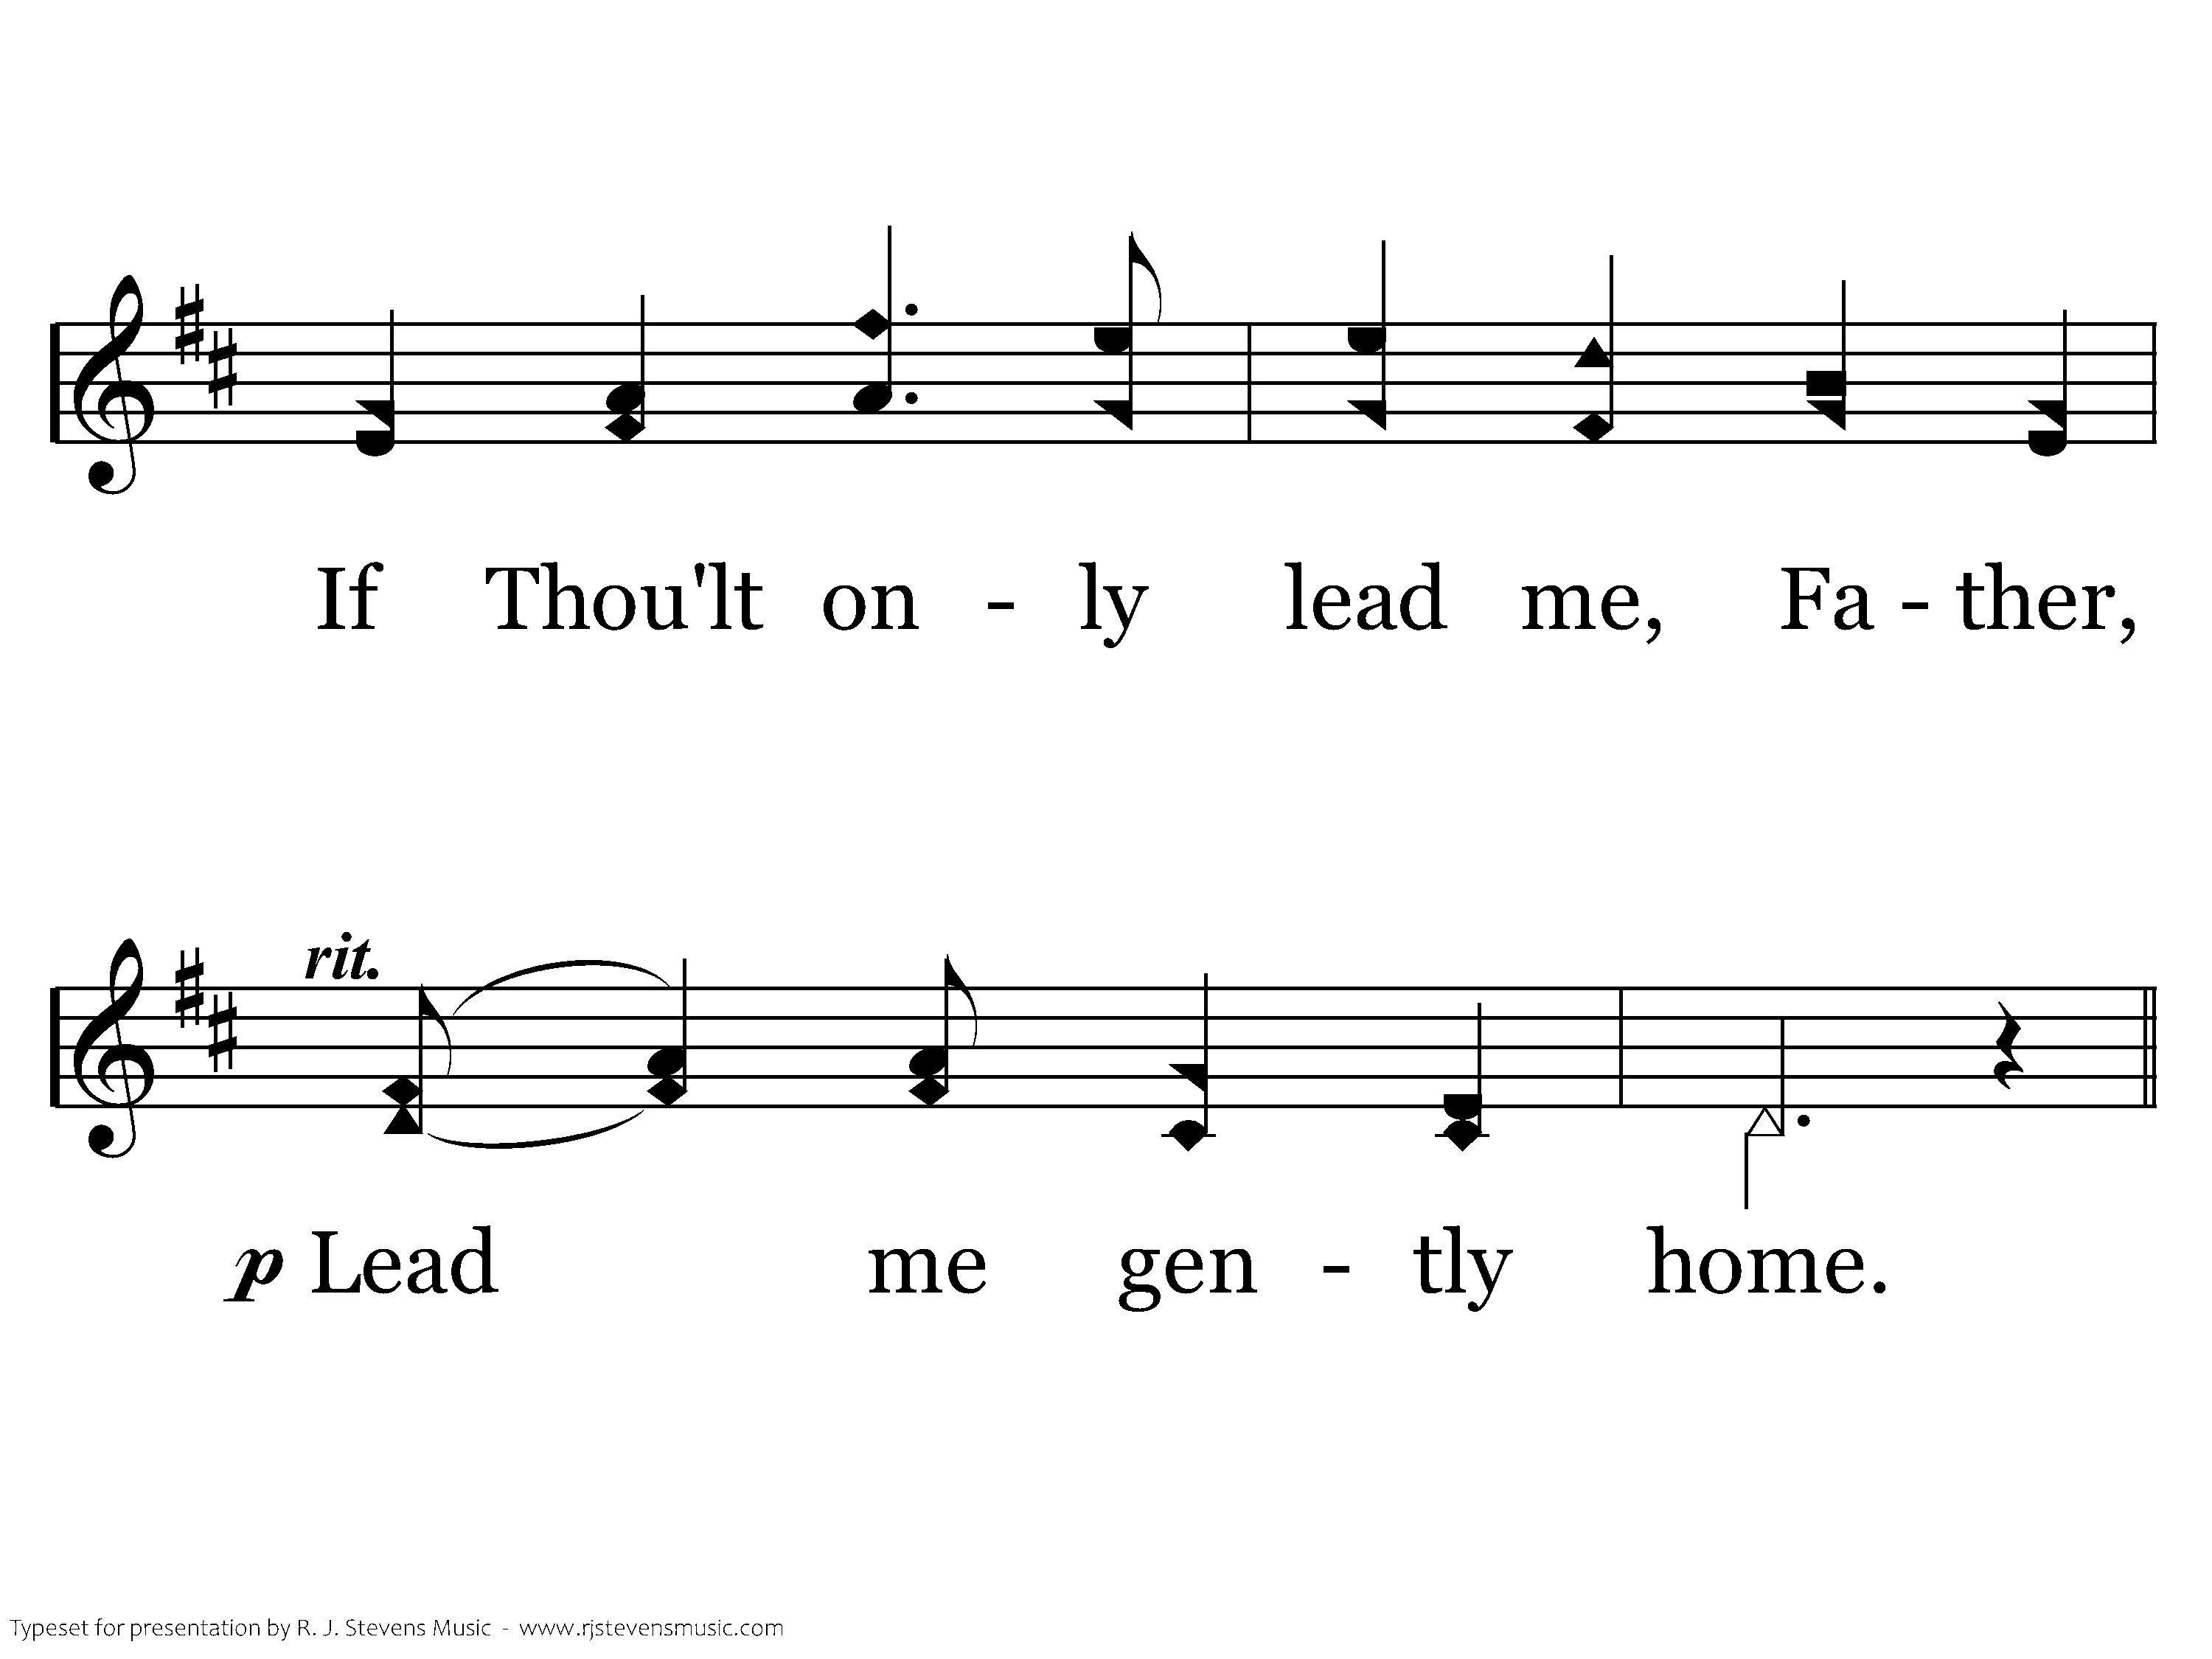 If Thou'lt on - ly lead me, Fa - ther,
rit.
p Lead me gen - tly home.
Typeset for presentation by R. J. Stevens Music - www.rjstevensmusic.com